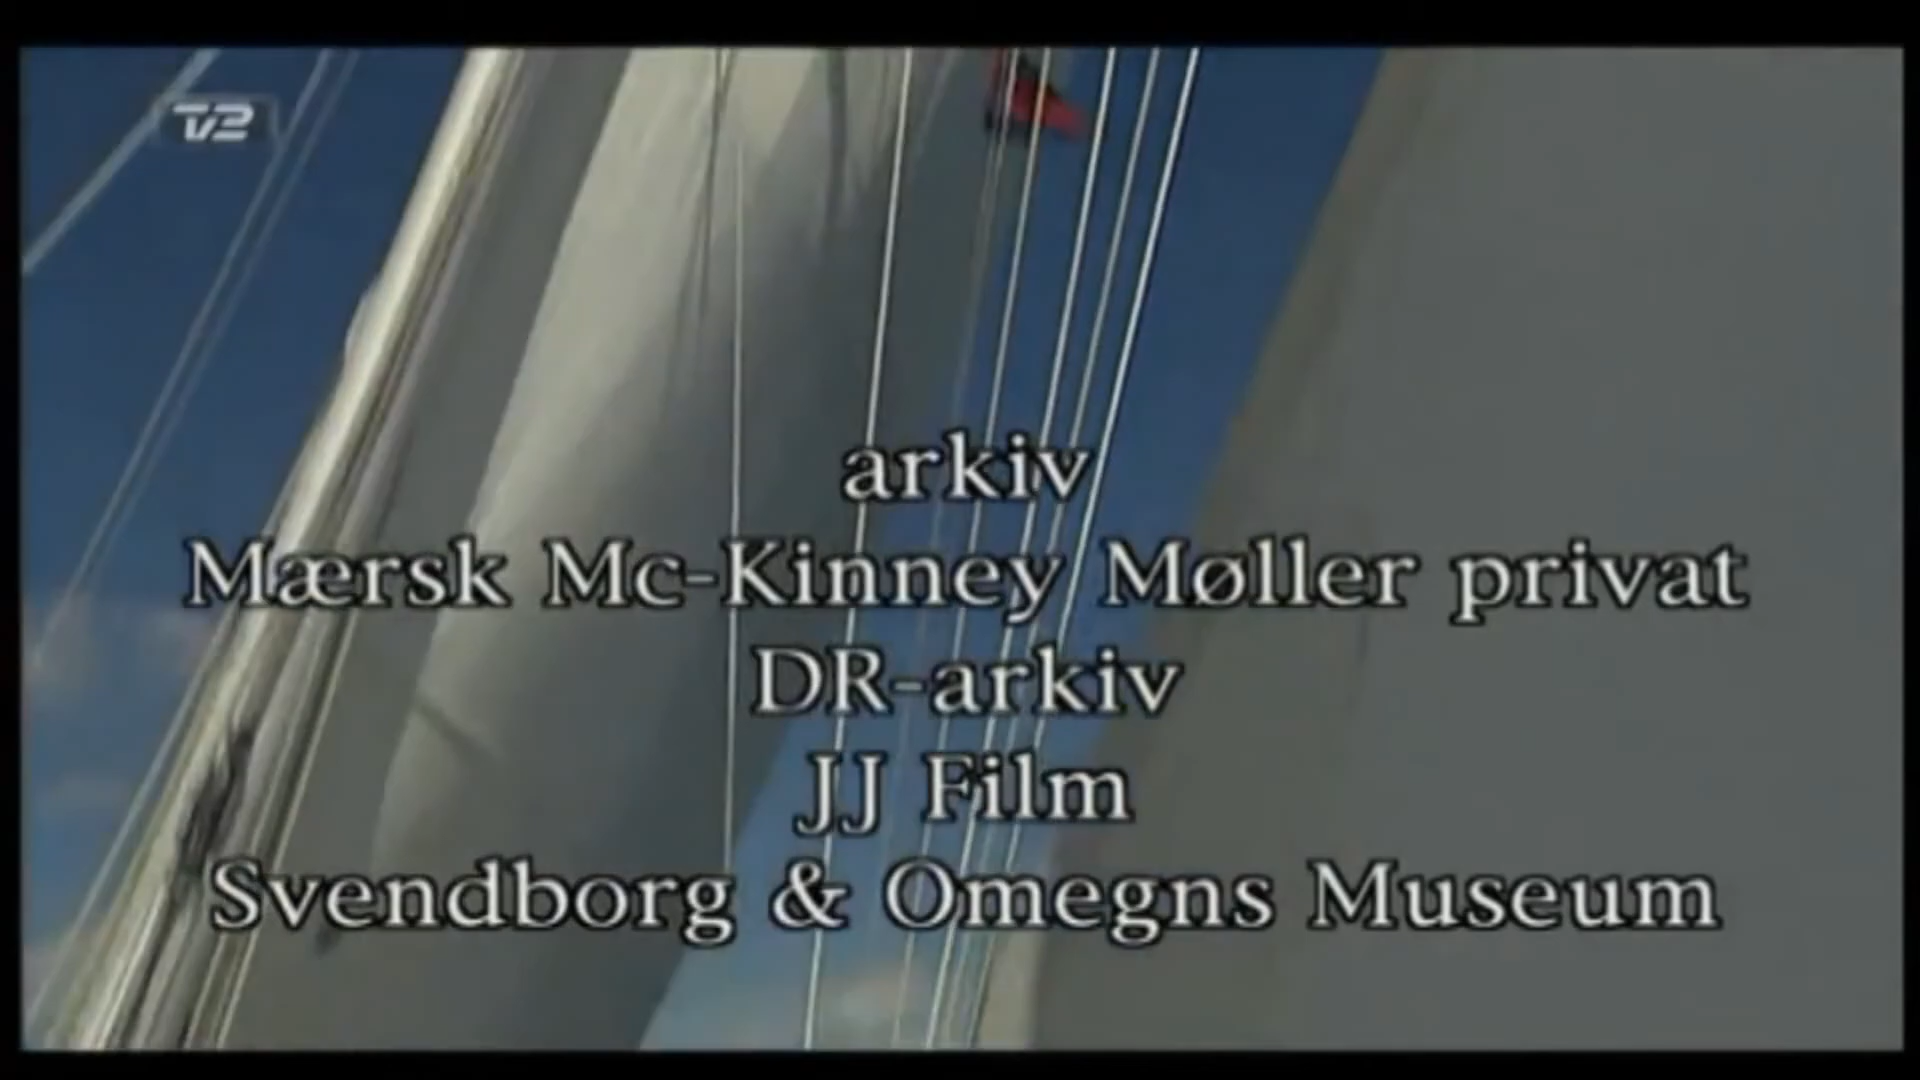 TV2
arkiv
Mærsk Mc-Kinney Møller privat
DR-arkiv
JJ Film
Svendborg & Omegns Museum